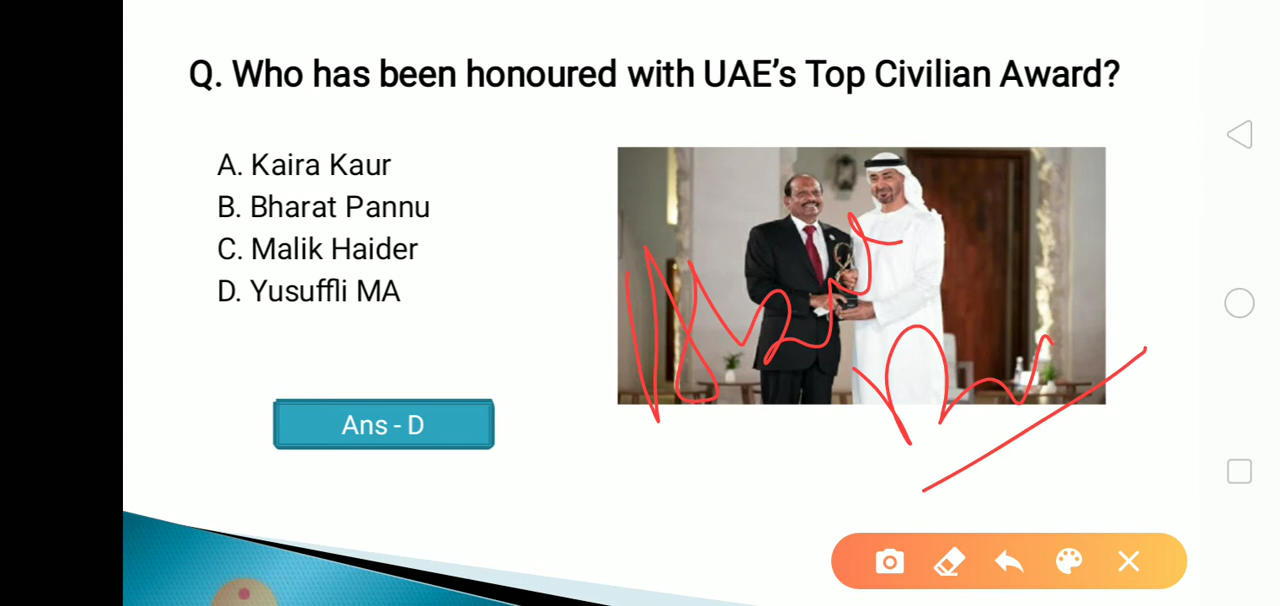 Q. Who has been honoured with UAE's Top Civilian Award?
A. Kaira Kaur
B. Bharat Pannu
C. Malik Haider
D. Yusuffli MA
Ans - D